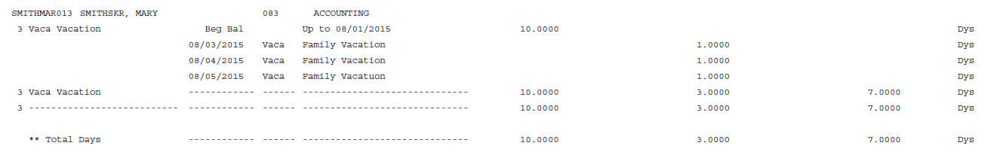 SMITHMAR013 SMITHSKR, MARY 083 ACCOUNTING
3 Vaca Vacation Beg Bal Up to 08/01/2015 10.0000 Dys
08/03/2015 Vaca Family Vacation 1.0000 Dys
08/04/2015 Vaca Family Vacation 1.0000 Dys
08/05/2015 Vaca Family Vacatuon 1.0000 Dys
3 Vaca Vacation ------------ ------ ------------------------------ 10.0000 3.0000 7.0000 Dys
3 --------------------------- ------------ ------ ------------------------------ 10.0000 3.0000 7.0000 Dys
** Total Days ------------ ------ ------------------------------ 10.0000 3.0000 7.0000 Dys